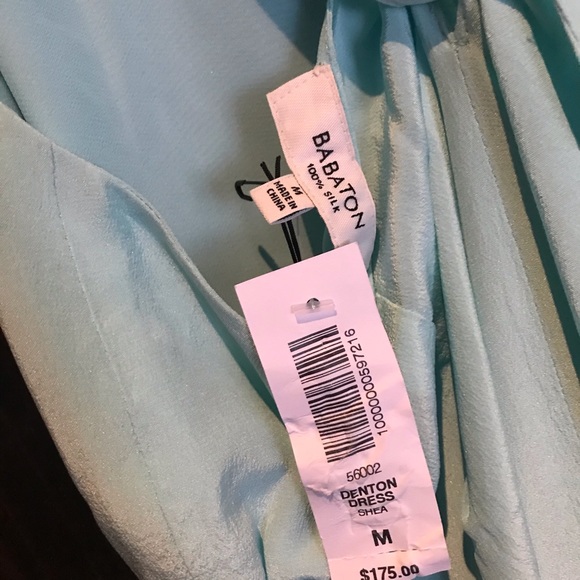 BABATON
100% SILK
M
MADE IN
CHINA
1000000597216
56002
DENTON
DRESS
SHEA
M
$175.00